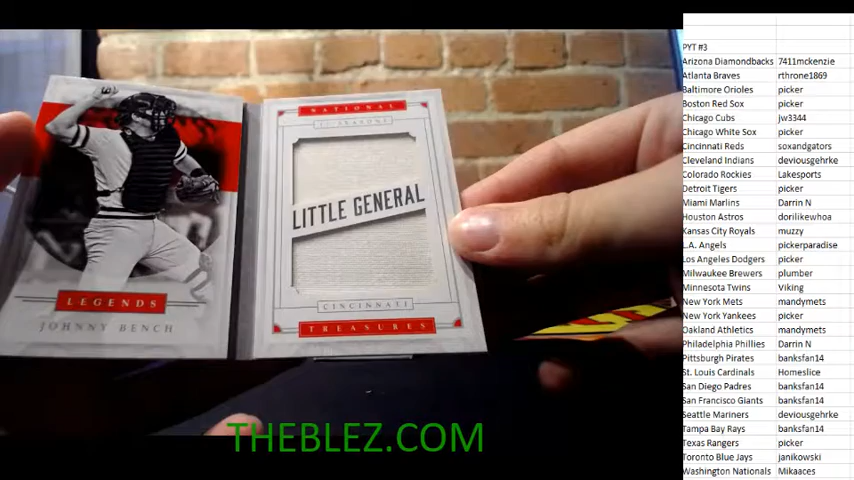 LEGENDS
JOHNNY BENCH
NATIONAL
17 SEASONS
LITTLE GENERAL
CINCINNATI
TREASURES
THEBLEZ.COM
PYT #3
Arizona Diamondbacks 7411mckenzie
Atlanta Braves rthrone1869
Baltimore Orioles picker
Boston Red Sox picker
Chicago Cubs jw3344
Chicago White Sox picker
Cincinnati Reds soxandgators
Cleveland Indians deviousgehrke
Colorado Rockies Lakesports
Detroit Tigers picker
Miami Marlins Darrin N
Houston Astros dorilikewhoa
Kansas City Royals muzzy
L.A. Angels pickerparadise
Los Angeles Dodgers picker
Milwaukee Brewers plumber
Minnesota Twins Viking
New York Mets mandymets
New York Yankees picker
Oakland Athletics mandymets
Philadelphia Phillies Darrin N
Pittsburgh Pirates banksfan14
St. Louis Cardinals Homeslice
San Diego Padres banksfan14
San Francisco Giants banksfan14
Seattle Mariners deviousgehrke
Tampa Bay Rays banksfan14
Texas Rangers picker
Toronto Blue Jays janikowski
Washington Nationals Mikaaces